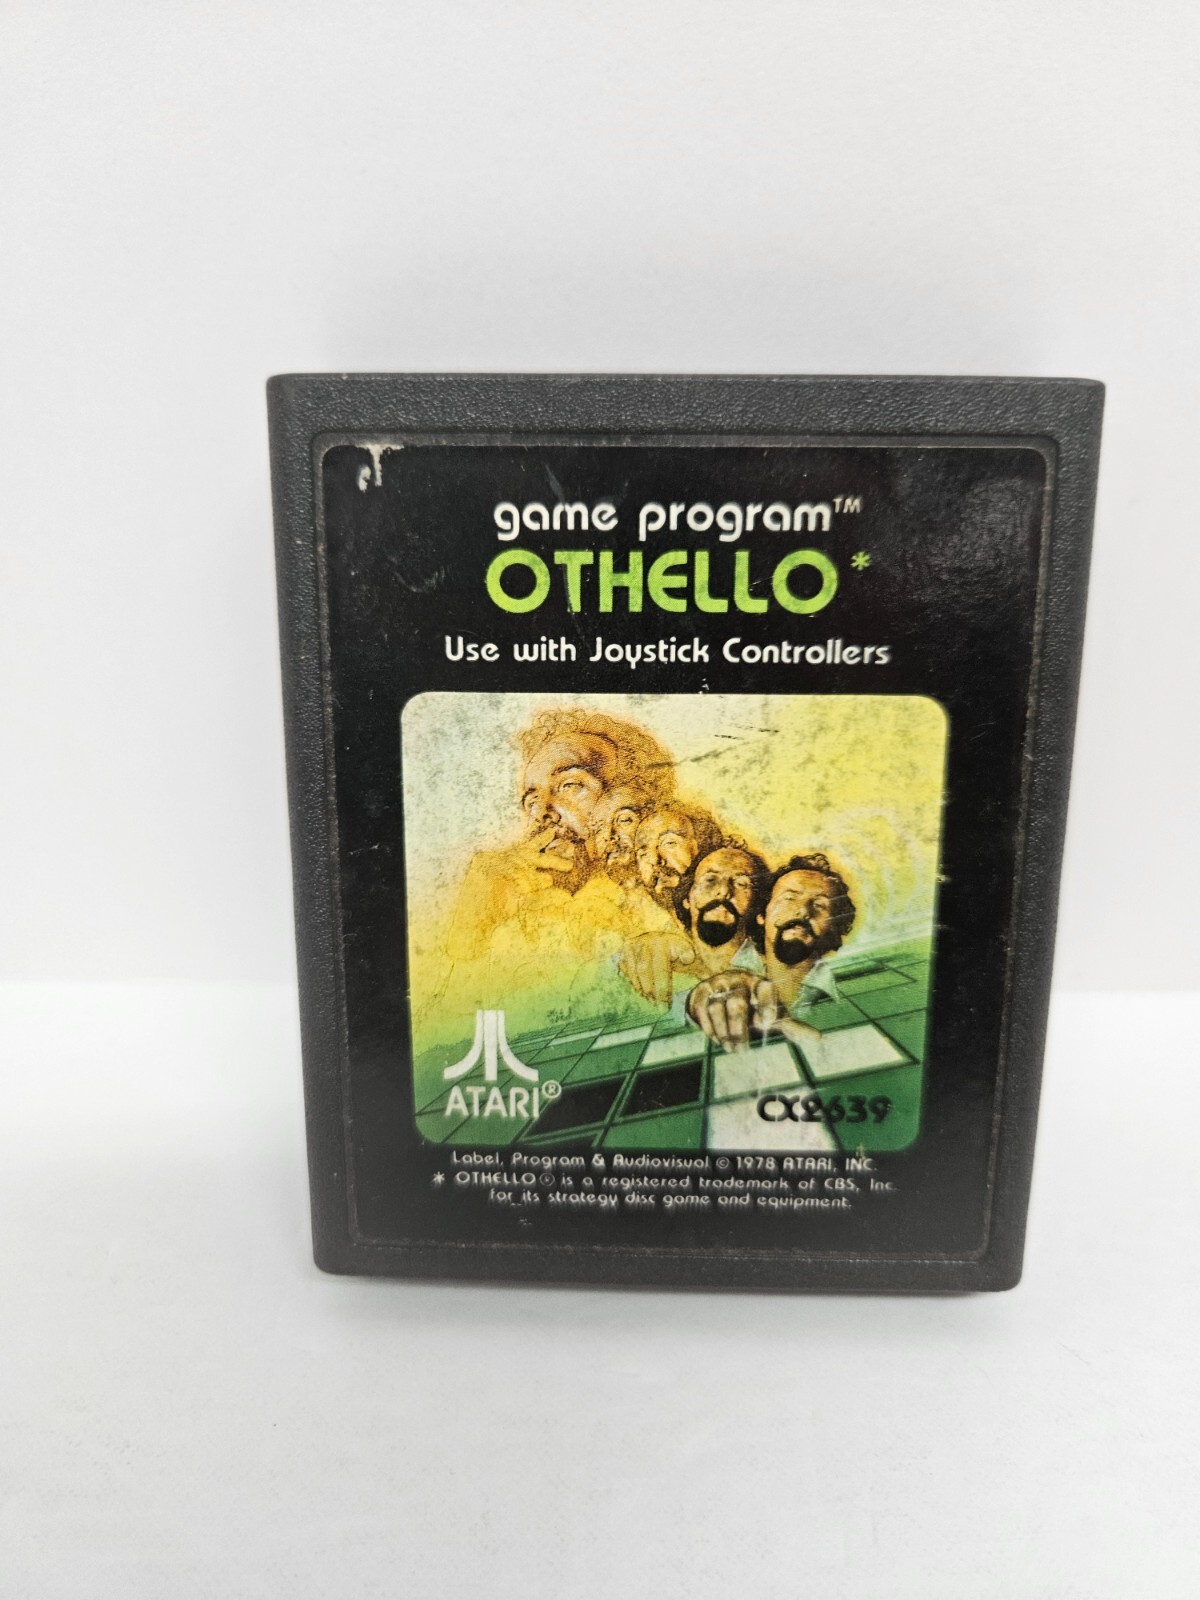 game program™
OTHELLO*
Use with Joystick Controllers
ATARI®
CX2639
Label, Program & Audiovisual © 1978 ATARI, INC.
* OTHELLO ® is a registered trademark of CBS, Inc.
for its strategy disc game and equipment.